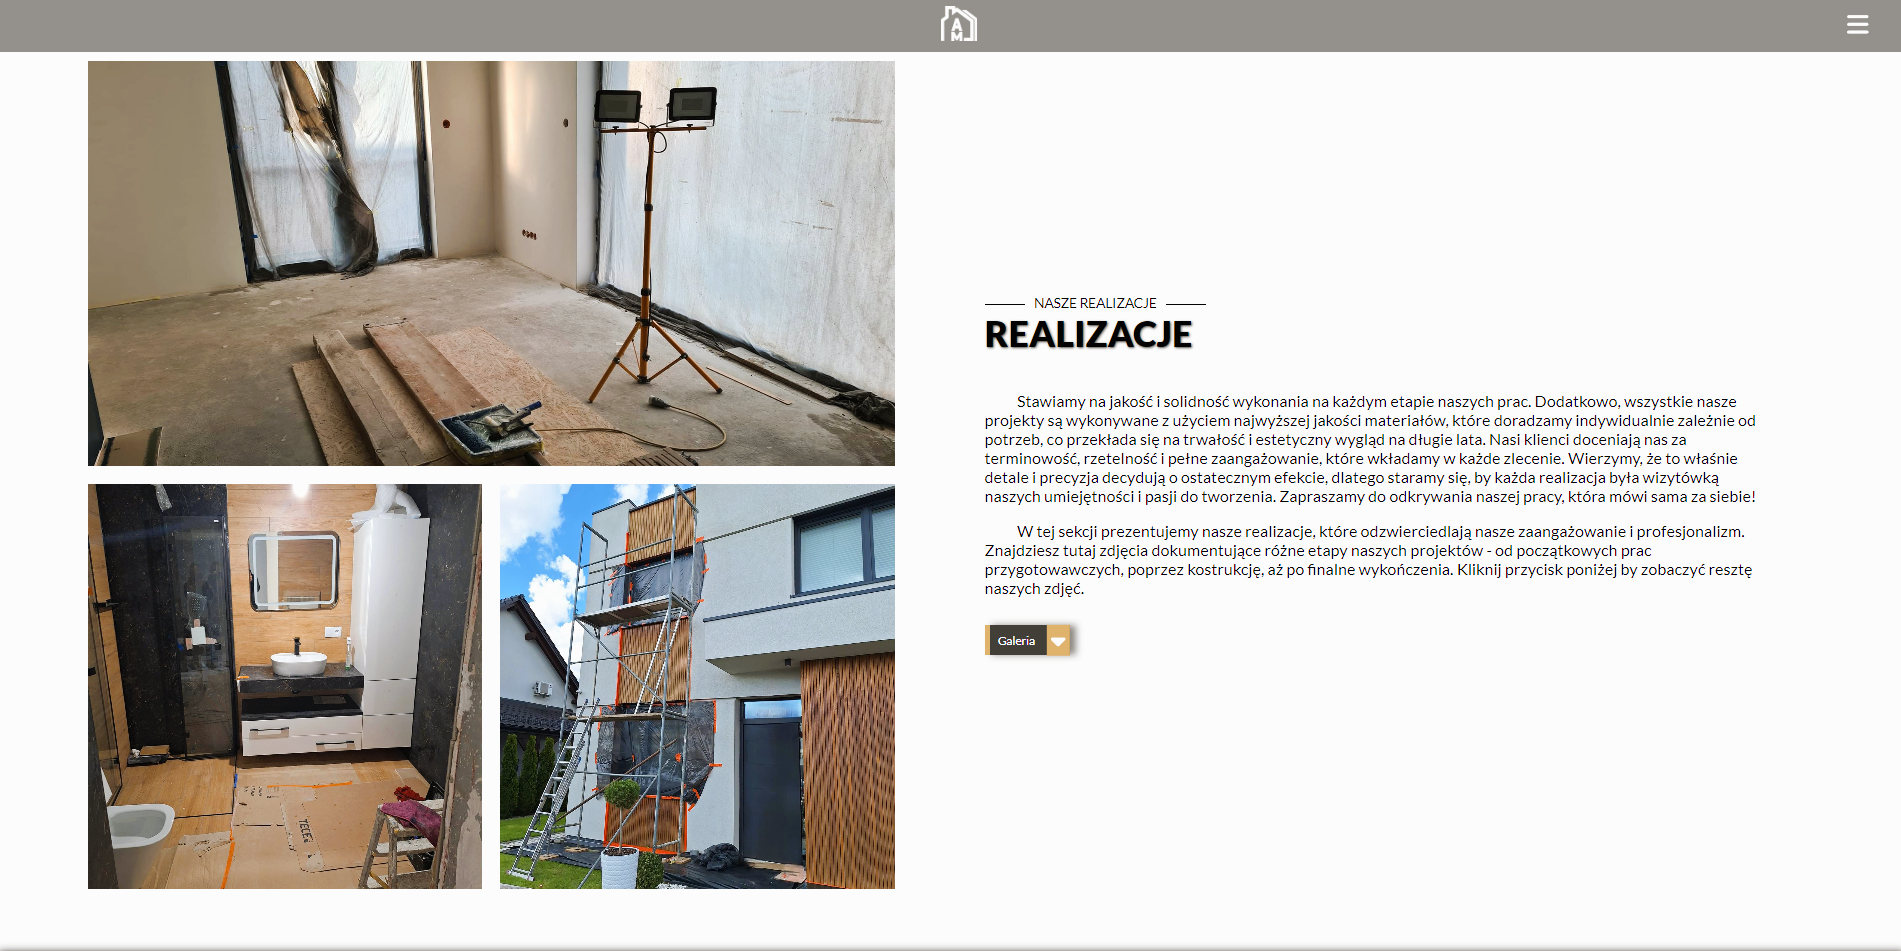 AM
NASZE REALIZACJE
REALIZACJE
Stawiamy na jakość i solidność wykonania na każdym etapie naszych prac. Dodatkowo, wszystkie nasze
projekty są wykonywane z użyciem najwyższej jakości materiałów, które doradzamy indywidualnie zależnie od
potrzeb, co przekłada się na trwałość i estetyczny wygląd na długie lata. Nasi klienci doceniają nas za
terminowość, rzetelność i pełne zaangażowanie, które wkładamy w każde zlecenie. Wierzymy, że to właśnie
detale i precyzja decydują o ostatecznym efekcie, dlatego staramy się, by każda realizacja była wizytówką
naszych umiejętności i pasji do tworzenia. Zapraszamy do odkrywania naszej pracy, która mówi sama za siebie!
W tej sekcji prezentujemy nasze realizacje, które odzwierciedlają nasze zaangażowanie i profesjonalizm.
Znajdziesz tutaj zdjęcia dokumentujące różne etapy naszych projektów - od początkowych prac
przygotowawczych, poprzez kostrukcję, aż po finalne wykończenia. Kliknij przycisk poniżej by zobaczyć resztę
naszych zdjęć.
Galeria